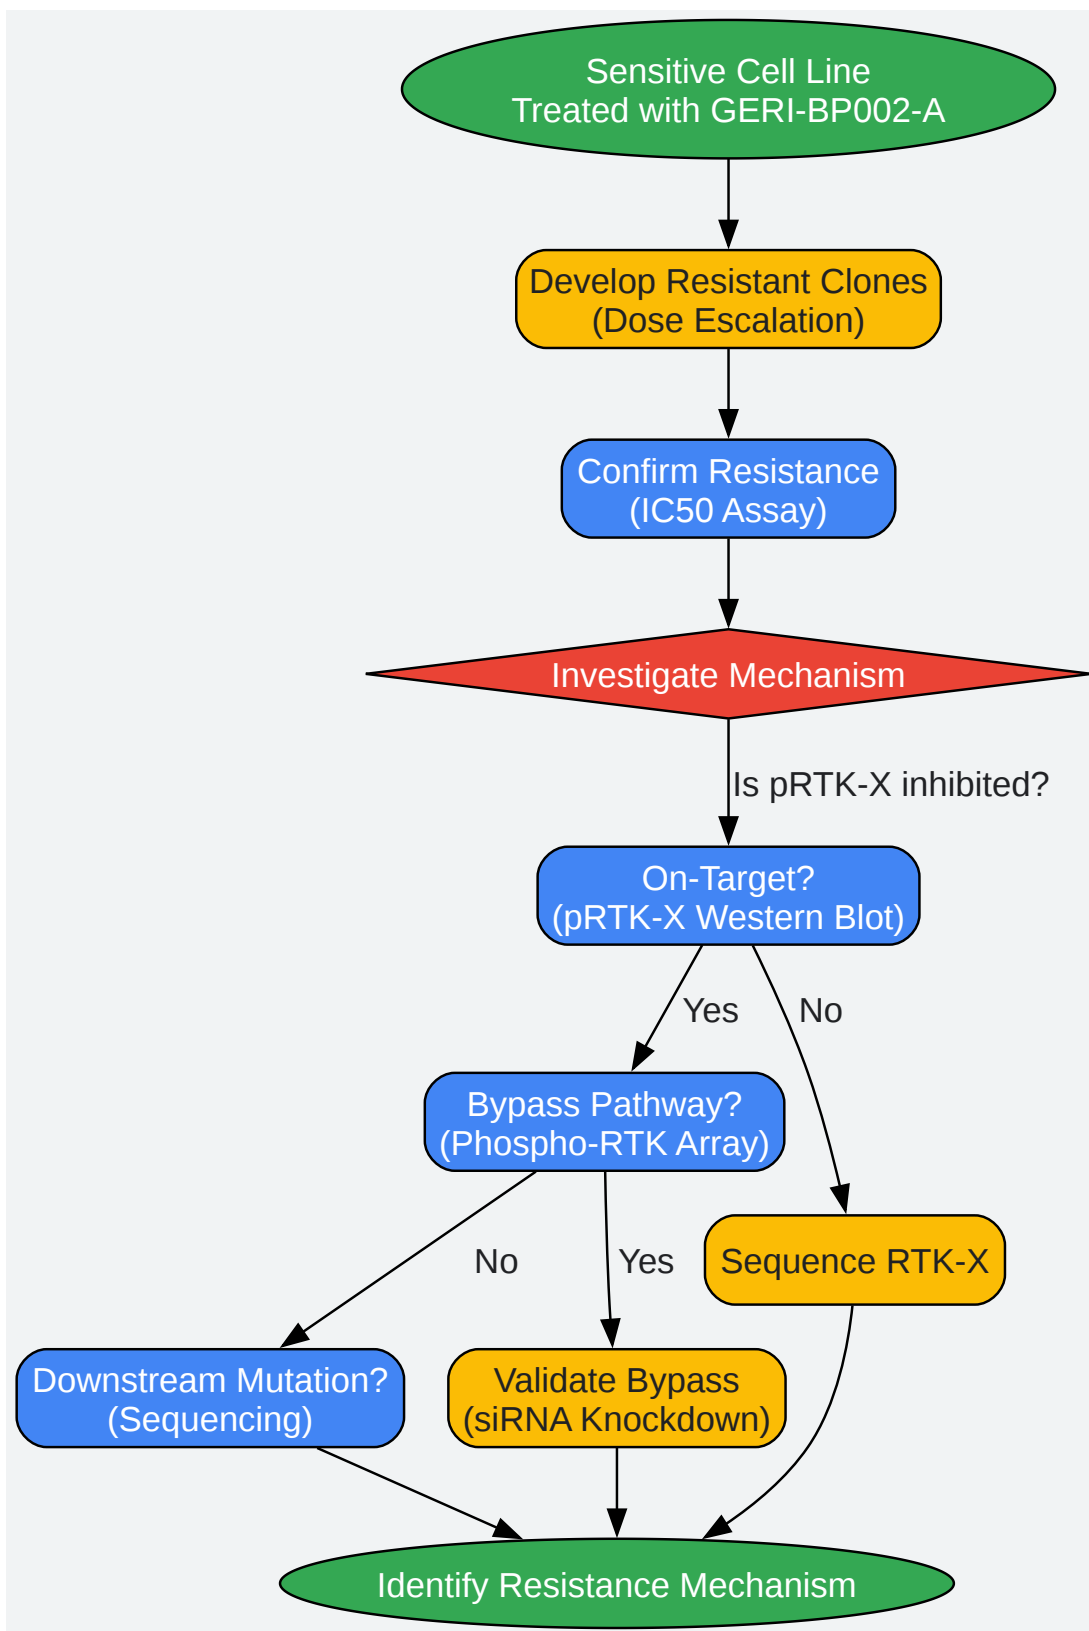 Sensitive Cell Line
Treated with GERI-BP002-A
Develop Resistant Clones
(Dose Escalation)
Confirm Resistance
(IC50 Assay)
Investigate Mechanism
Is pRTK-X inhibited?
On-Target?
(pRTK-X Western Blot)
Yes
No
Bypass Pathway?
(Phospho-RTK Array)
No
Yes
Sequence RTK-X
Downstream Mutation?
(Sequencing)
Validate Bypass
(siRNA Knockdown)
Identify Resistance Mechanism